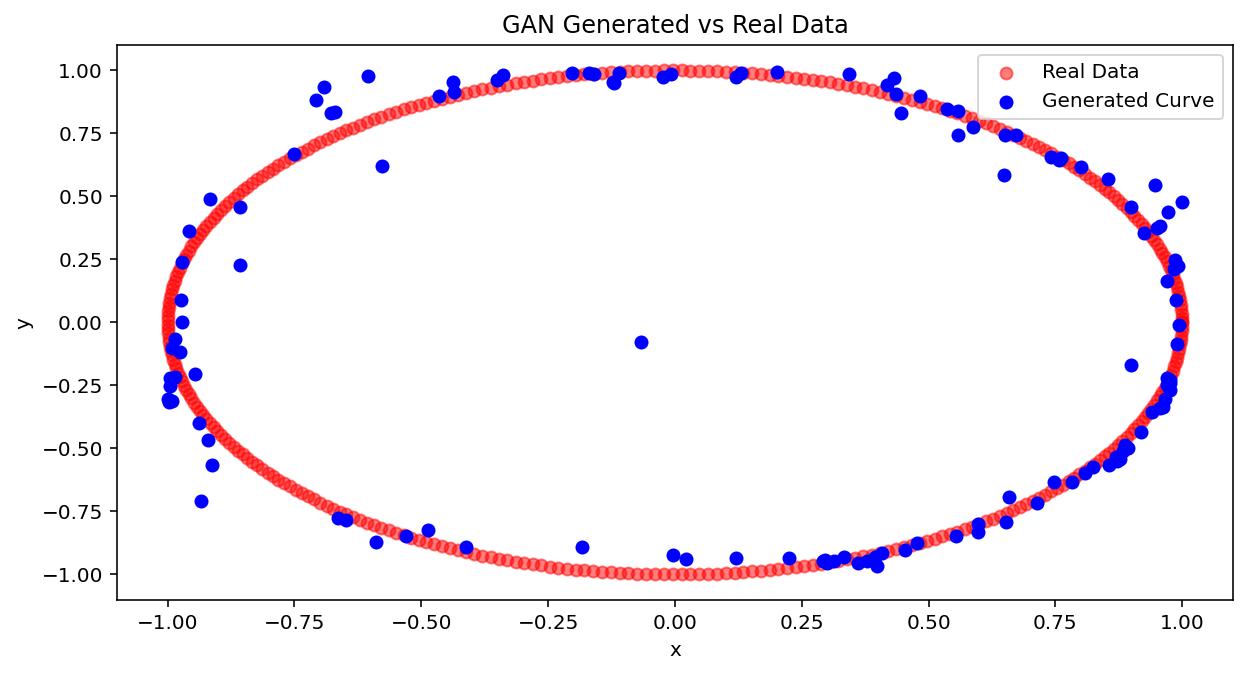 GAN Generated vs Real Data
Real Data
Generated Curve
1.00
0.75
0.50
0.25
0.00
−0.25
−0.50
−0.75
−1.00
y
−1.00 −0.75 −0.50 −0.25 0.00 0.25 0.50 0.75 1.00
x